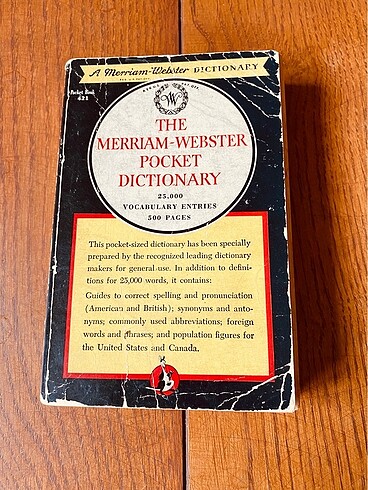 A Merriam-Webster DICTIONARY
Pocket Book
421
W
THE
MERRIAM-WEBSTER
POCKET
DICTIONARY
25,000
VOCABULARY ENTRIES
500 PAGES
This pocket-sized dictionary has been specially
prepared by the recognized leading dictionary
makers for general use. In addition to defini-
tions for 25,000 words, it contains:
Guides to correct spelling and pronunciation
(American and British); synonyms and anto-
nyms; commonly used abbreviations; foreign
words and phrases; and population figures for
the United States and Canada.